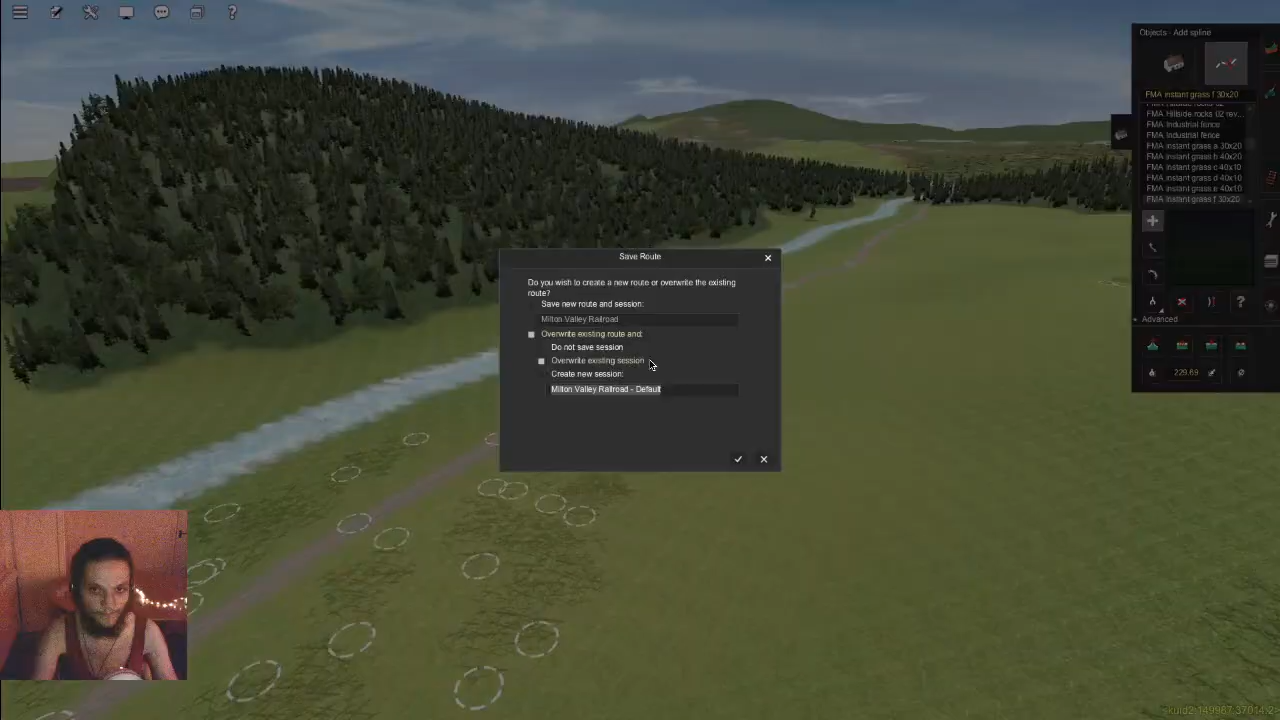 Objects - Add spline
FMA instant grass f 30x20
FMA Hillside rocks 02 rev...
FMA Industrial fence
FMA Industrial fence
FMA instant grass a 30x20
FMA instant grass b 40x20
FMA instant grass c 40x10
FMA instant grass d 40x10
FMA instant grass e 40x10
FMA instant grass f 30x20
Advanced
229.69
Save Route
Do you wish to create a new route or overwrite the existing
route?
Save new route and session:
Milton Valley Railroad
Overwrite existing route and:
Do not save session
Overwrite existing session
Create new session:
Milton Valley Railroad - Default